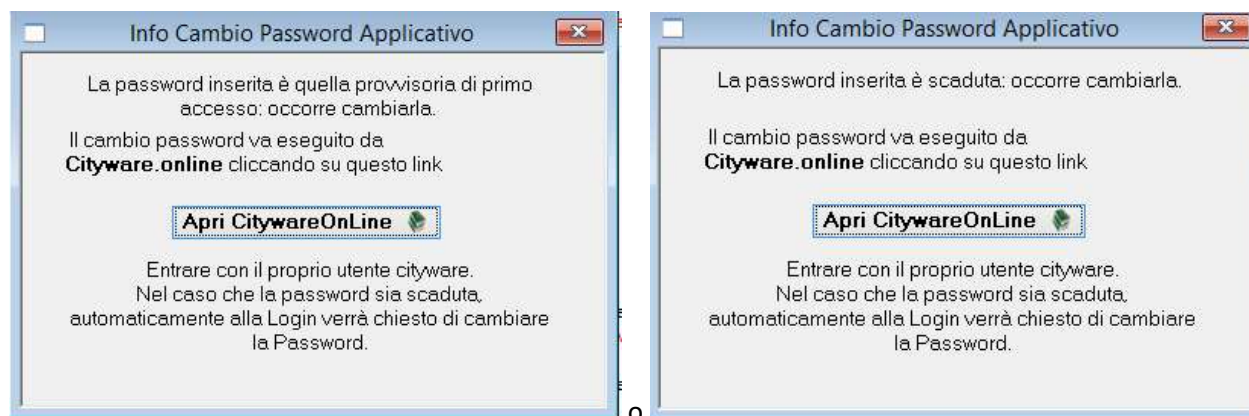 Info Cambio Password Applicativo
La password inserita è quella provvisoria di primo
accesso: occorre cambiarla.
Il cambio password va eseguito da
Cityware.online cliccando su questo link
Apri CitywareOnLine
Entrare con il proprio utente cityware.
Nel caso che la password sia scaduta,
automaticamente alla Login verrà chiesto di cambiare
la Password.
o
Info Cambio Password Applicativo
La password inserita è scaduta: occorre cambiarla.
Il cambio password va eseguito da
Cityware.online cliccando su questo link
Apri CitywareOnLine
Entrare con il proprio utente cityware.
Nel caso che la password sia scaduta,
automaticamente alla Login verrà chiesto di cambiare
la Password.